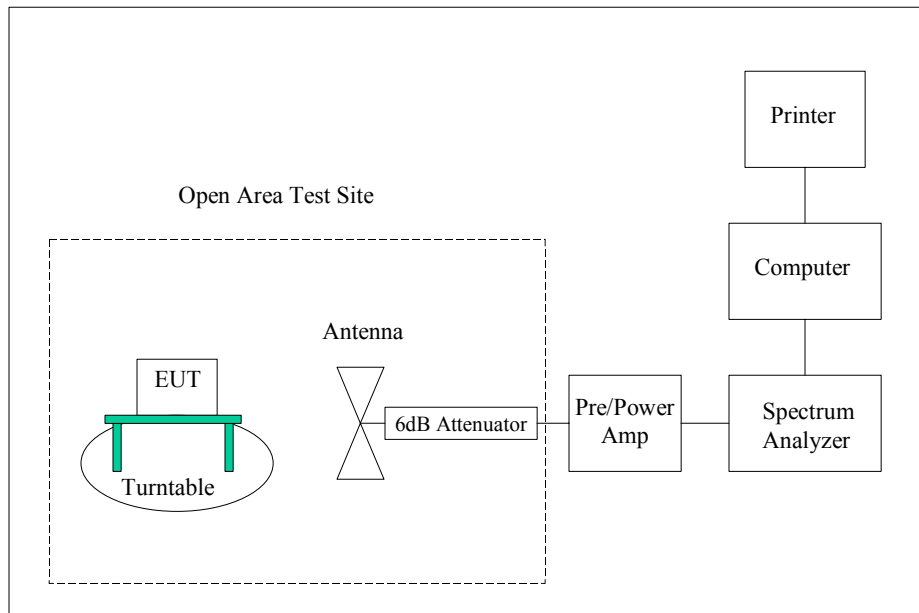 Printer
Open Area Test Site
Computer
Antenna
EUT
6dB Attenuator
Pre/Power
Amp
Spectrum
Analyzer
Turntable